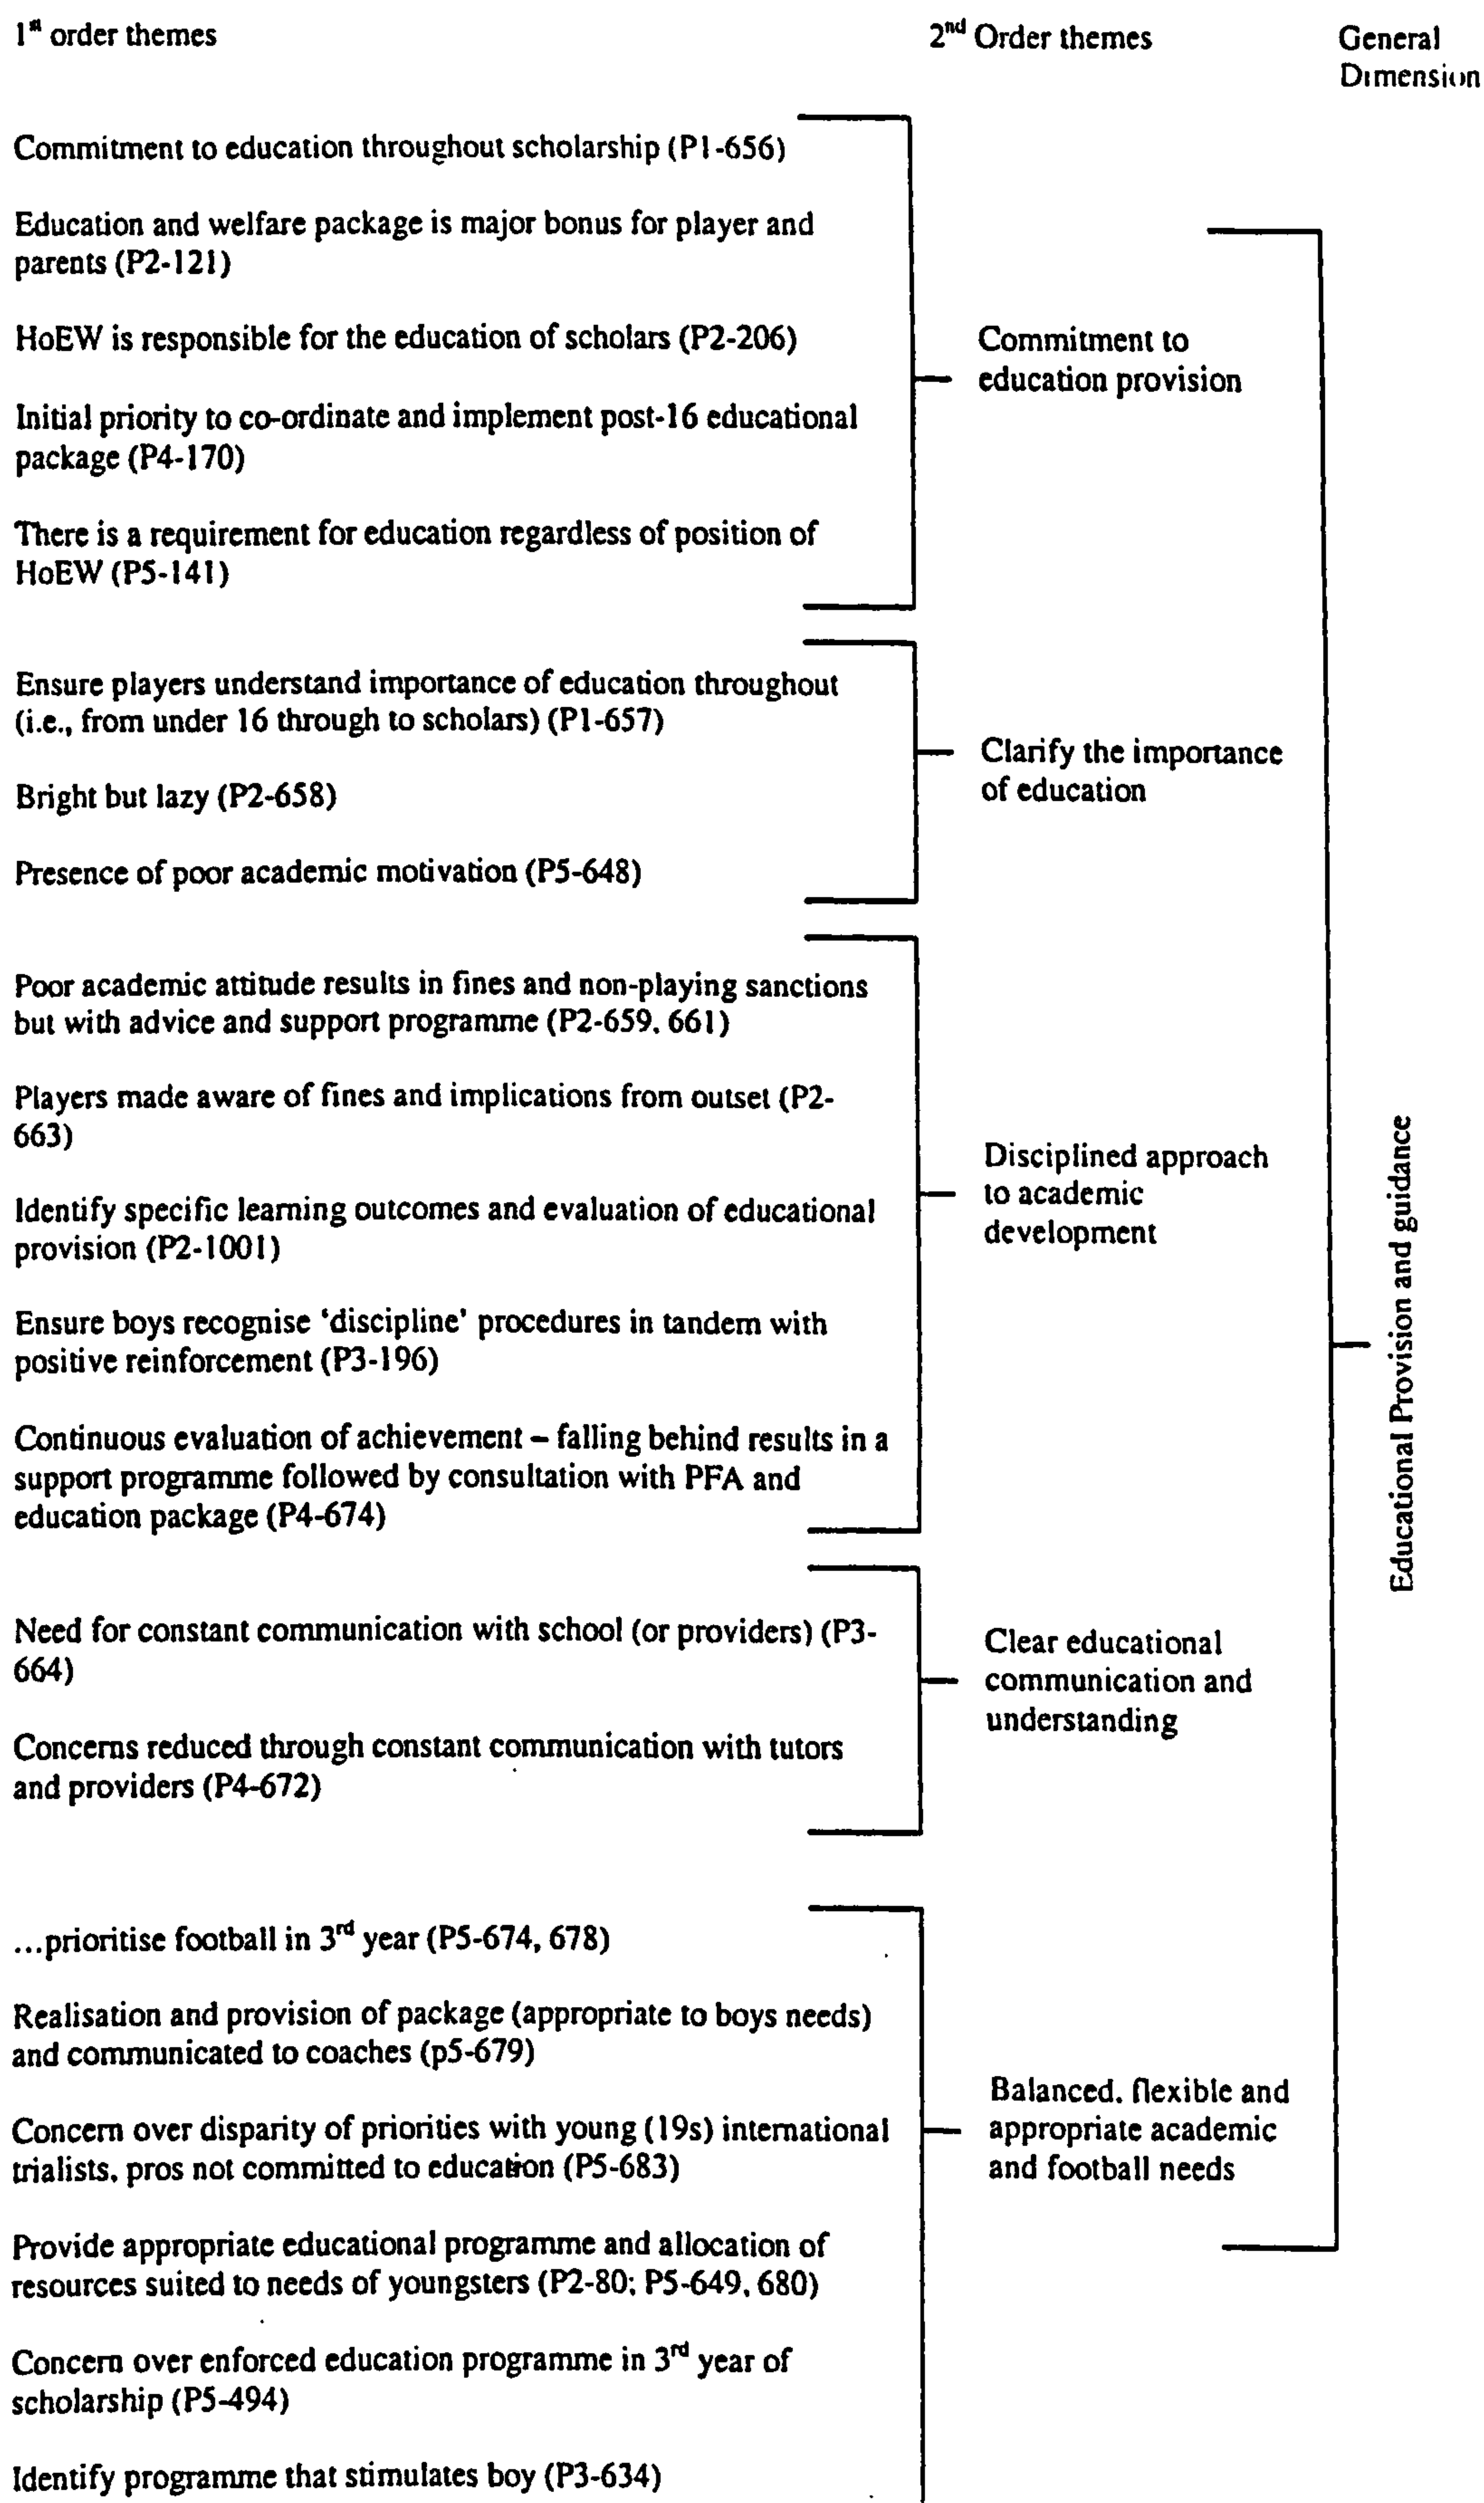 1st order themes
2nd Order themes
General
Dimension
Commitment to education throughout scholarship (P1-656)
Education and welfare package is major bonus for player and
parents (P2-121)
HoEW is responsible for the education of scholars (P2-206)
Initial priority to co-ordinate and implement post-16 educational
package (P4-170)
There is a requirement for education regardless of position of
HoEW (P5-141)
Commitment to
education provision
Ensure players understand importance of education throughout
(i.e., from under 16 through to scholars) (P1-657)
Bright but lazy (P2-658)
Presence of poor academic motivation (P5-648)
Clarify the importance
of education
Poor academic attitude results in fines and non-playing sanctions
but with advice and support programme (P2-659, 661)
Players made aware of fines and implications from outset (P2-
663)
Identify specific learning outcomes and evaluation of educational
provision (P2-1001)
Ensure boys recognise 'discipline' procedures in tandem with
positive reinforcement (P3-196)
Continuous evaluation of achievement – falling behind results in a
support programme followed by consultation with PFA and
education package (P4-674)
Disciplined approach
to academic
development
Need for constant communication with school (or providers) (P3-
664)
Concerns reduced through constant communication with tutors
and providers (P4-672)
Clear educational
communication and
understanding
...prioritise football in 3rd year (P5-674, 678)
Realisation and provision of package (appropriate to boys needs)
and communicated to coaches (p5-679)
Concern over disparity of priorities with young (19s) international
trialists, pros not committed to education (P5-683)
Provide appropriate educational programme and allocation of
resources suited to needs of youngsters (P2-80; P5-649, 680)
Concern over enforced education programme in 3rd year of
scholarship (P5-494)
Identify programme that stimulates boy (P3-634)
Balanced, flexible and
appropriate academic
and football needs
Educational Provision and guidance